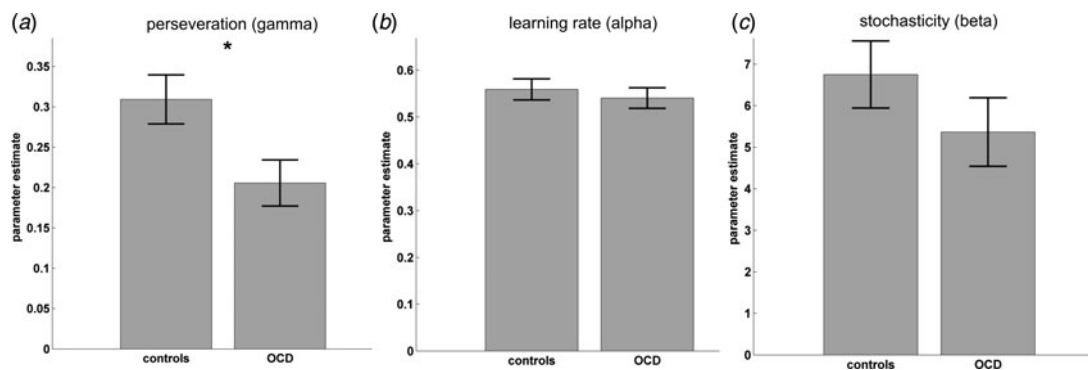 (a) perseveration (gamma)
*
parameter estimate
0.35
0.3
0.25
0.2
0.15
0.1
0.05
0
controls OCD
(b) learning rate (alpha)
parameter estimate
0.6
0.5
0.4
0.3
0.2
0.1
0
controls OCD
(c) stochasticity (beta)
parameter estimate
7
6
5
4
3
2
1
0
controls OCD